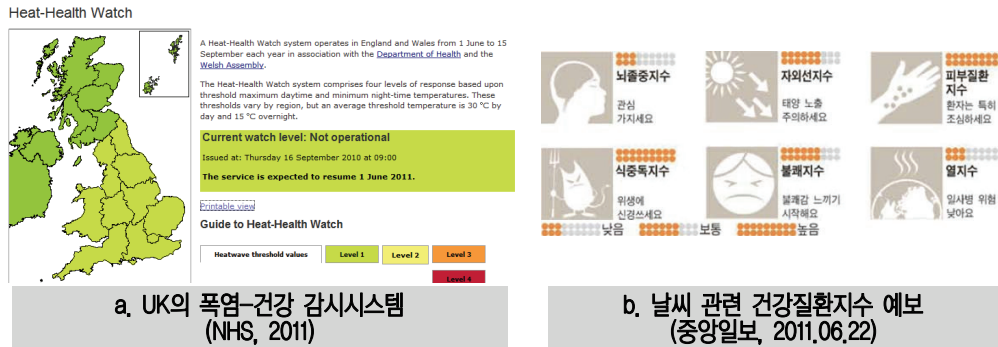 Heat-Health Watch
A Heat-Health Watch system operates in England and Wales from 1 June to 15
September each year in association with the Department of Health and the
Welsh Assembly.
The Heat-Health Watch system comprises four levels of response based upon
threshold maximum daytime and minimum night-time temperatures. These
thresholds vary by region, but an average threshold temperature is 30 °C by
day and 15 °C overnight.
Current watch level: Not operational
Issued at: Thursday 16 September 2010 at 09:00
The service is expected to resume 1 June 2011.
Printable view
Guide to Heat-Health Watch
Heatwave threshold values
Level 1
Level 2
Level 3
Level 4
a. UK의 폭염-건강 감시시스템
(NHS, 2011)
뇌졸중지수
관심
가지세요
자외선지수
태양 노출
주의하세요
피부질환
지수
환자는 특히
조심하세요
식중독지수
위생에
신경쓰세요
불쾌지수
불쾌감 느끼기
시작해요
열지수
일사병 위험
낮아요
낮음
보통
높음
b. 날씨 관련 건강질환지수 예보
(중앙일보, 2011.06.22)